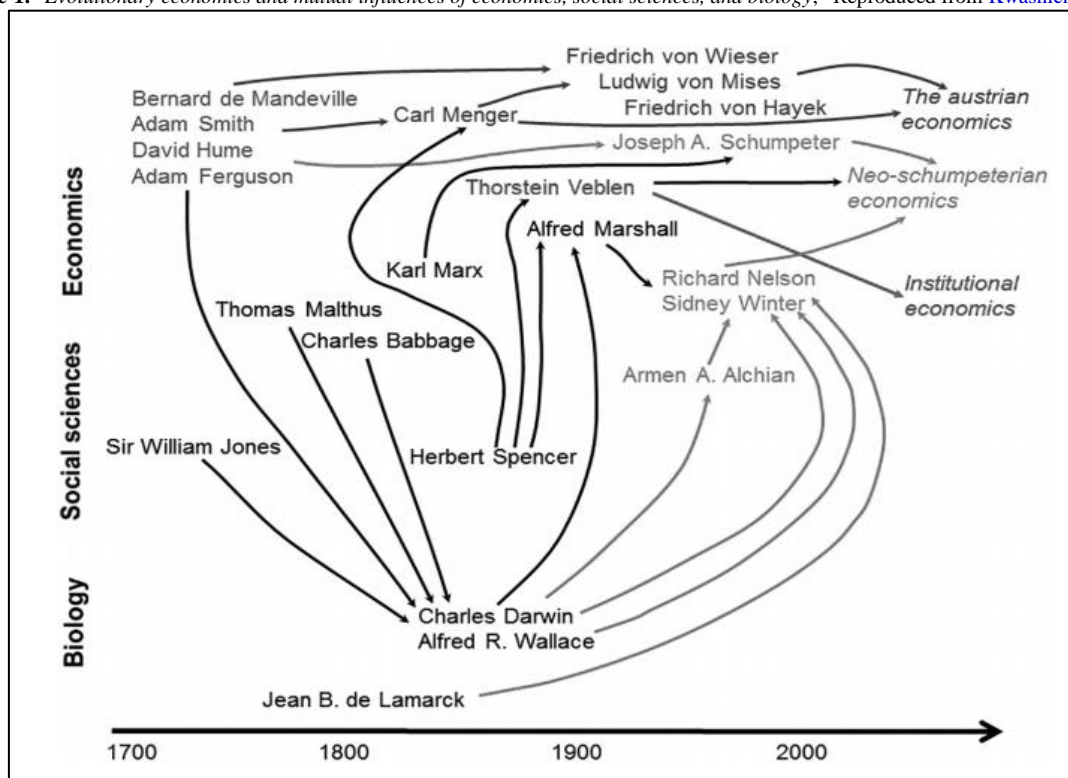 Evolutionary economics and mutual influences of economics, social sciences, and biology, Reproduced from
Friedrich von Wieser
Ludwig von Mises
Friedrich von Hayek
Bernard de Mandeville
Adam Smith
David Hume
Adam Ferguson
Carl Menger
The austrian
economics
Joseph A. Schumpeter
Thorstein Veblen
Neo-schumpeterian
economics
Alfred Marshall
Karl Marx
Richard Nelson
Sidney Winter
Institutional
economics
Thomas Malthus
Charles Babbage
Armen A. Alchian
Sir William Jones
Herbert Spencer
Charles Darwin
Alfred R. Wallace
Jean B. de Lamarck
Economics
Social sciences
Biology
1700 1800 1900 2000